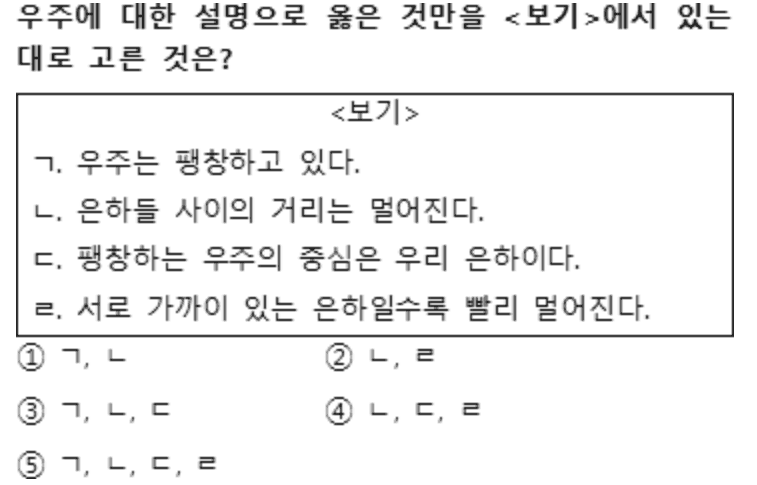 우주에 대한 설명으로 옳은 것만을 <보기>에서 있는
대로 고른 것은?
<보기>
ㄱ. 우주는 팽창하고 있다.
ㄴ. 은하들 사이의 거리는 멀어진다.
ㄷ. 팽창하는 우주의 중심은 우리 은하이다.
ㄹ. 서로 가까이 있는 은하일수록 빨리 멀어진다.
① ㄱ, ㄴ ② ㄴ, ㄹ
③ ㄱ, ㄴ, ㄷ ④ ㄴ, ㄷ, ㄹ
⑤ ㄱ, ㄴ, ㄷ, ㄹ